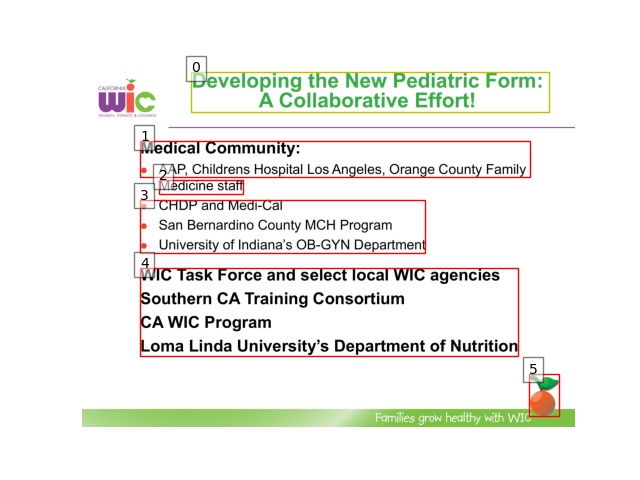 Developing the New Pediatric Form:
A Collaborative Effort!
CALIFORNIA
WIC
WOMEN, INFANTS & CHILDREN
Medical Community:
AAP, Childrens Hospital Los Angeles, Orange County Family
Medicine staff
CHDP and Medi-Cal
San Bernardino County MCH Program
University of Indiana's OB-GYN Department
WIC Task Force and select local WIC agencies
Southern CA Training Consortium
CA WIC Program
Loma Linda University's Department of Nutrition
Families grow healthy with WIC
0
1
2
3
4
5